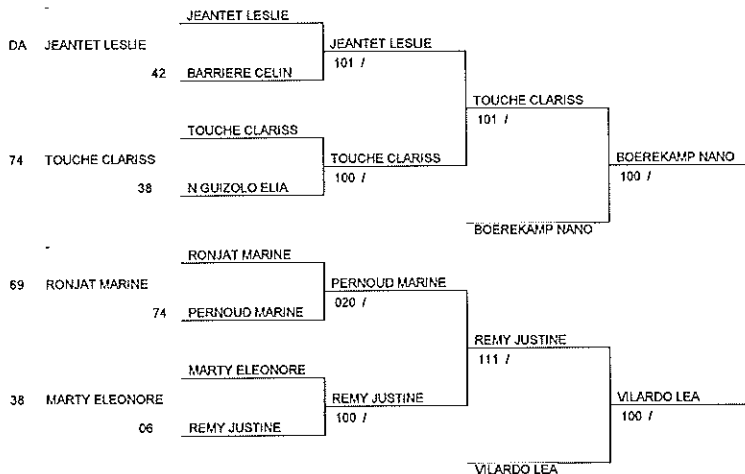 -
JEANTET LESLIE
DA JEANTET LESLIE
JEANTET LESLIE
101 /
42 BARRIERE CELIN
TOUCHE CLARISS
101 /
TOUCHE CLARISS
74 TOUCHE CLARISS
TOUCHE CLARISS
100 /
BOEREKAMP NANO
100 /
38 N GUIZOLO ELIA
BOEREKAMP NANO
-
RONJAT MARINE
69 RONJAT MARINE
PERNOUD MARINE
020 /
74 PERNOUD MARINE
REMY JUSTINE
111 /
MARTY ELEONORE
38 MARTY ELEONORE
REMY JUSTINE
100 /
VILARDO LEA
100 /
06 REMY JUSTINE
VILARDO LEA